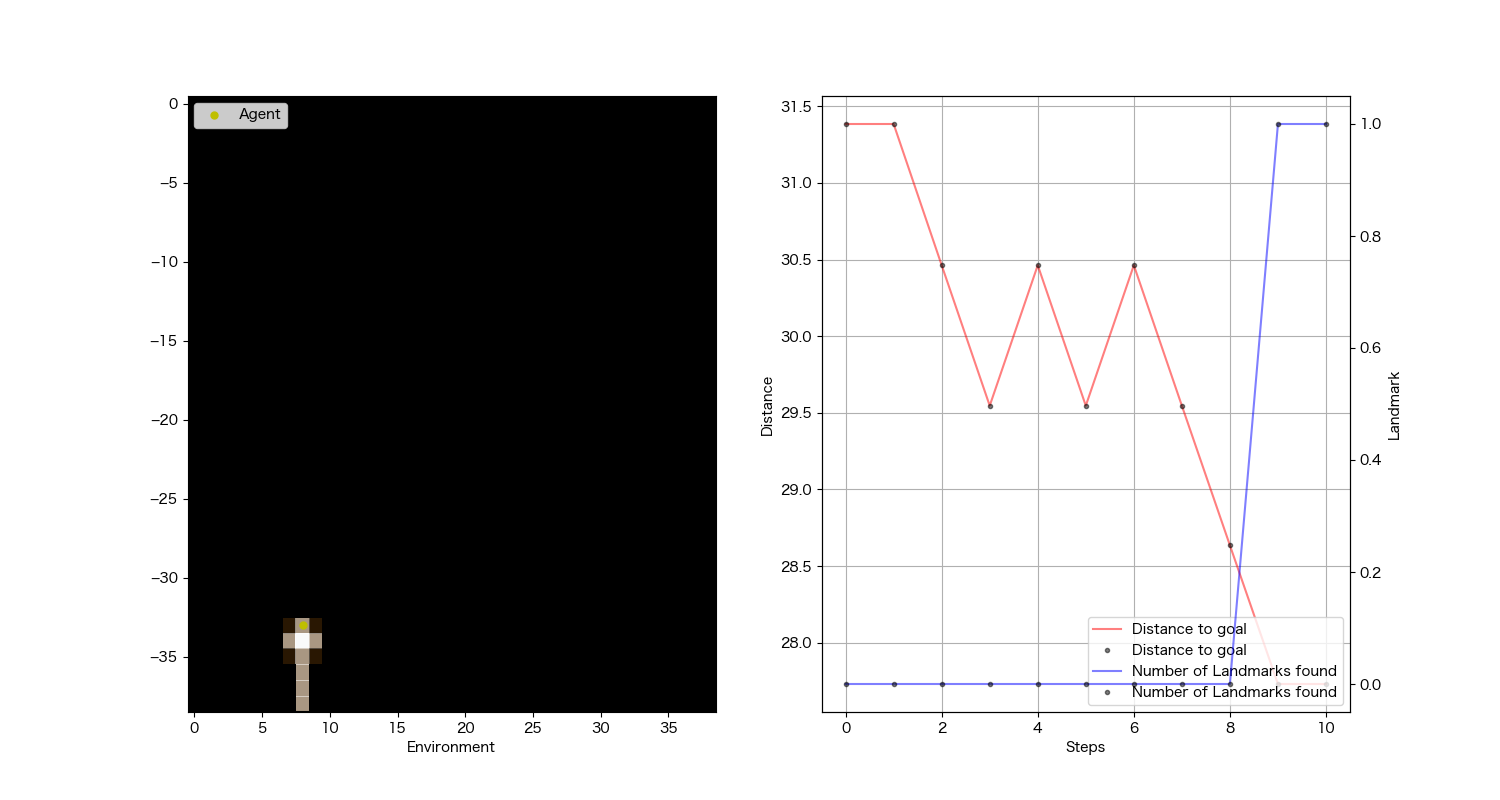 Agent
0
−5
−10
−15
−20
−25
−30
−35
0 5 10 15 20 25 30 35
Environment
31.5
31.0
30.5
30.0
29.5
29.0
28.5
28.0
Distance
1.0
0.8
0.6
0.4
0.2
0.0
Landmark
Distance to goal
Distance to goal
Number of Landmarks found
Number of Landmarks found
0 2 4 6 8 10
Steps